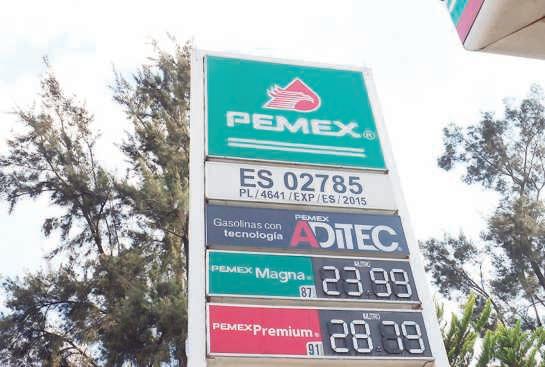 PEMEX®
ES 02785
PL/4641/EXP/ES/2015
Gasolinas con
tecnología
PEMEX
ADiTEC
PEMEX Magna®
87
M/LITRO
23.99
PEMEX Premium®
91
M/LITRO
28.79